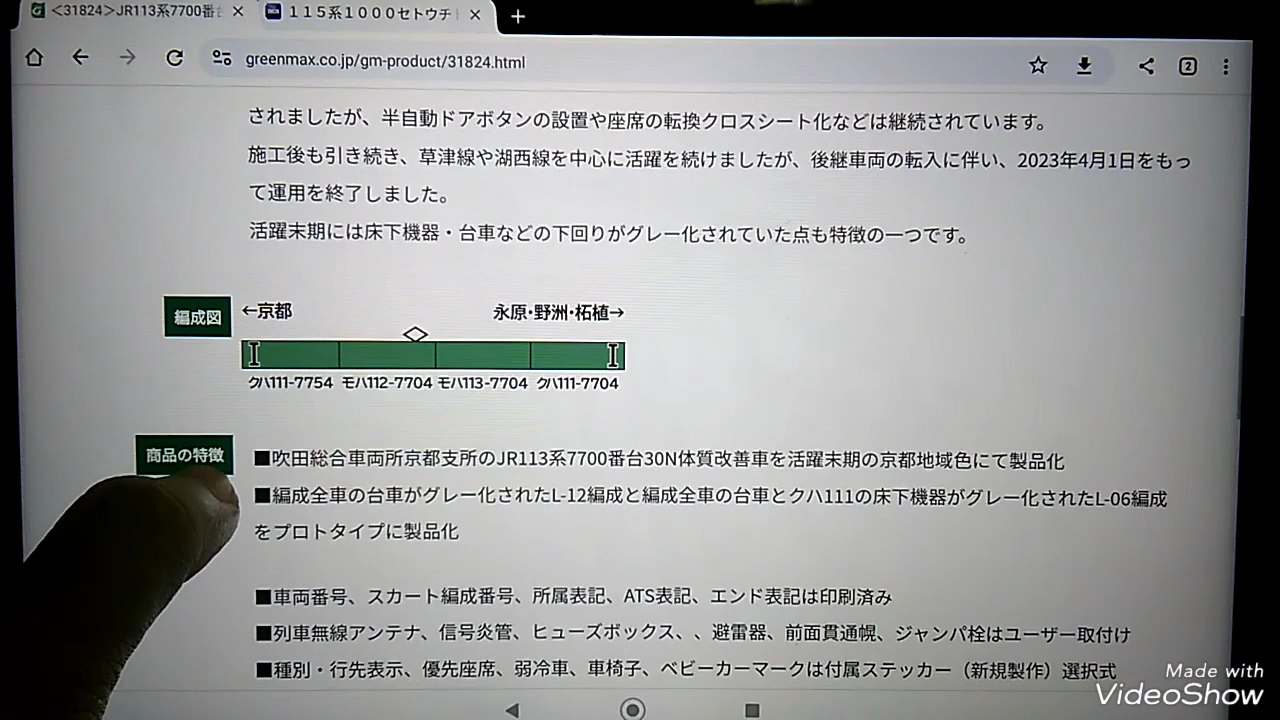 <31824>JR113系7700番台
115系1000セトウチ
greenmax.co.jp/gm-product/31824.html
2
されましたが、半自動ドアボタンの設置や座席の転換クロスシート化などは継続されています。
施工後も引き続き、草津線や湖西線を中心に活躍を続けましたが、後継車両の転入に伴い、2023年4月1日をもっ
て運用を終了しました。
活躍末期には床下機器・台車などの下回りがグレー化されていた点も特徴の一つです。
編成図
←京都
永原・野洲・柘植→
クハ111-7754 モハ112-7704 モハ113-7704 クハ111-7704
商品の特徴
■吹田総合車両所京都支所のJR113系7700番台30N体質改善車を活躍末期の京都地域色にて製品化
■編成全車の台車がグレー化されたL-12編成と編成全車の台車とクハ111の床下機器がグレー化されたL-06編成
をプロトタイプに製品化
■車両番号、スカート編成番号、所属表記、ATS表記、エンド表記は印刷済み
■列車無線アンテナ、信号炎管、ヒューズボックス、、避雷器、前面貫通幌、ジャンパ栓はユーザー取付け
■種別・行先表示、優先座席、弱冷車、車椅子、ベビーカーマークは付属ステッカー（新規製作）選択式
Made with
VideoShow